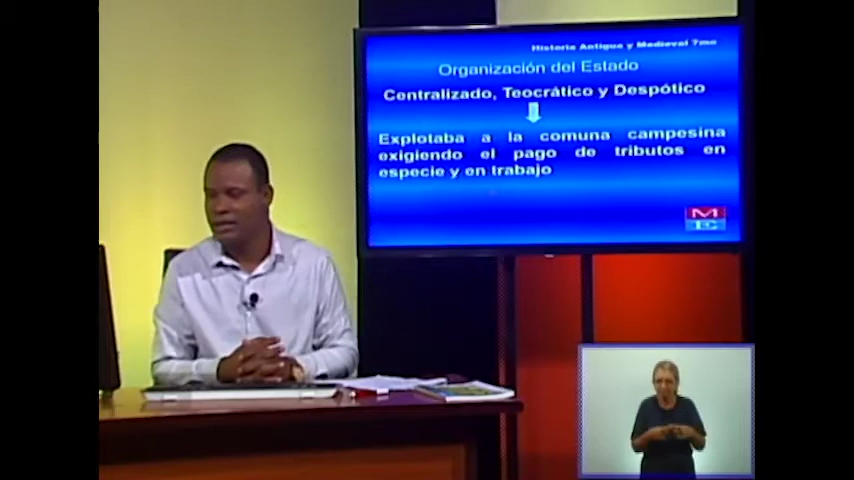 Historia Antigua y Medieval 7mo
Organización del Estado
Centralizado, Teocrático y Despótico
Explotaba a la comuna campesina
exigiendo el pago de tributos en
especie y en trabajo